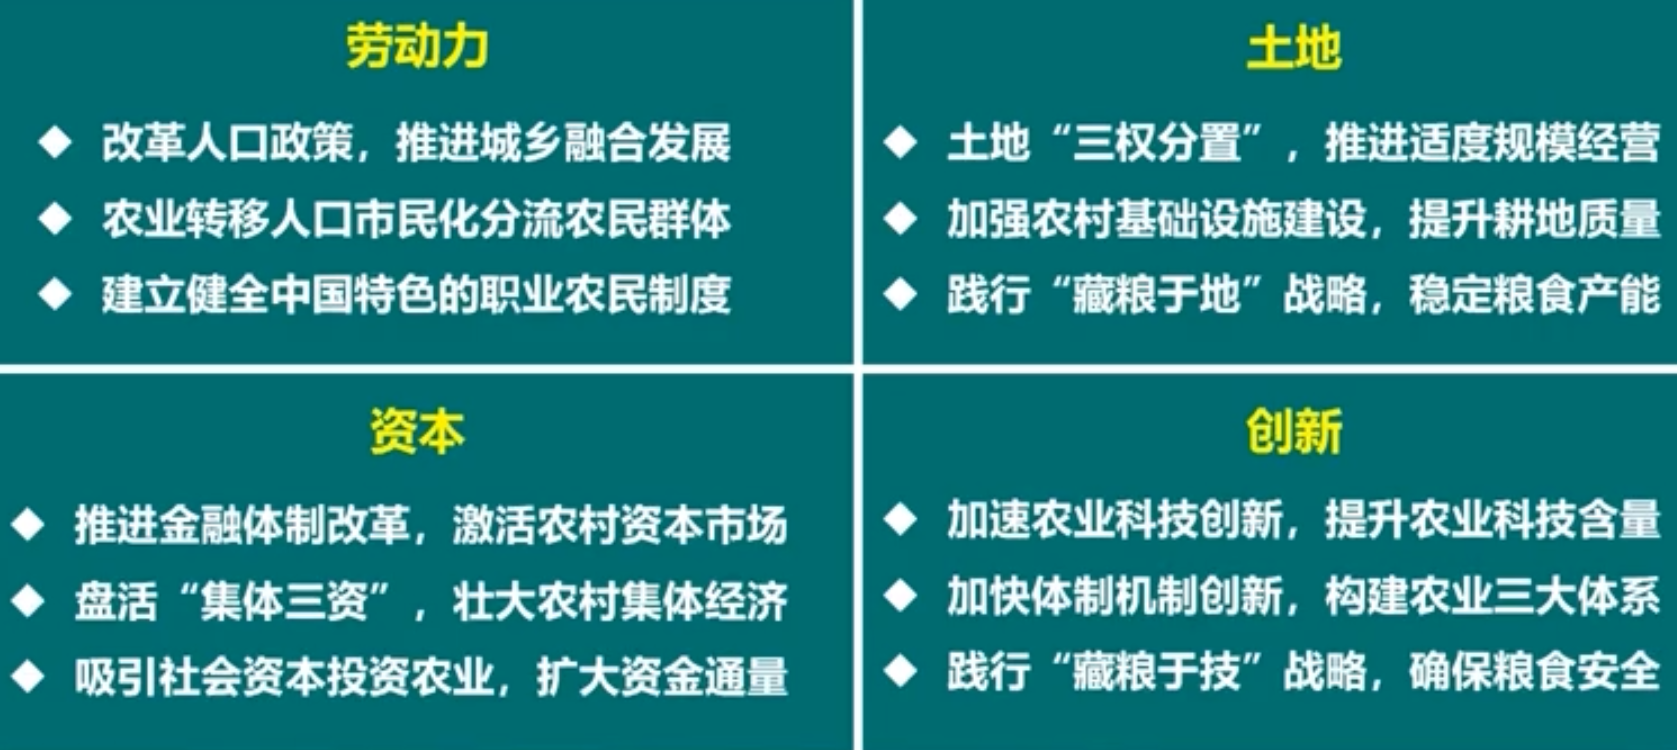 劳动力
◆ 改革人口政策，推进城乡融合发展
◆ 农业转移人口市民化分流农民群体
◆ 建立健全中国特色的职业农民制度
土地
◆ 土地“三权分置”，推进适度规模经营
◆ 加强农村基础设施建设，提升耕地质量
◆ 践行“藏粮于地”战略，稳定粮食产能
资本
◆ 推进金融体制改革，激活农村资本市场
◆ 盘活“集体三资”，壮大农村集体经济
◆ 吸引社会资本投资农业，扩大资金通量
创新
◆ 加速农业科技创新，提升农业科技含量
◆ 加快体制机制创新，构建农业三大体系
◆ 践行“藏粮于技”战略，确保粮食安全